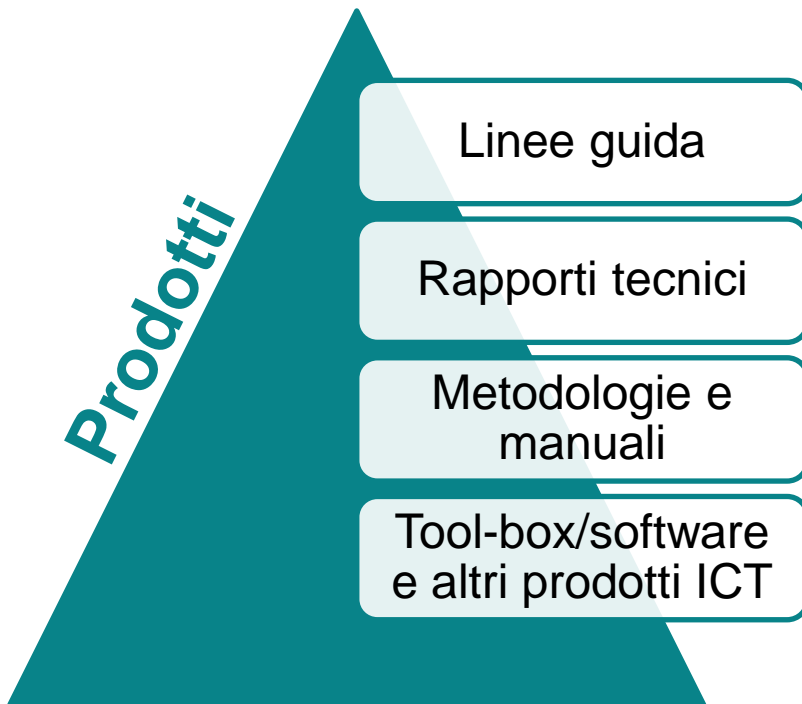 Prodotti
Linee guida
Rapporti tecnici
Metodologie e
manuali
Tool-box/software
e altri prodotti ICT